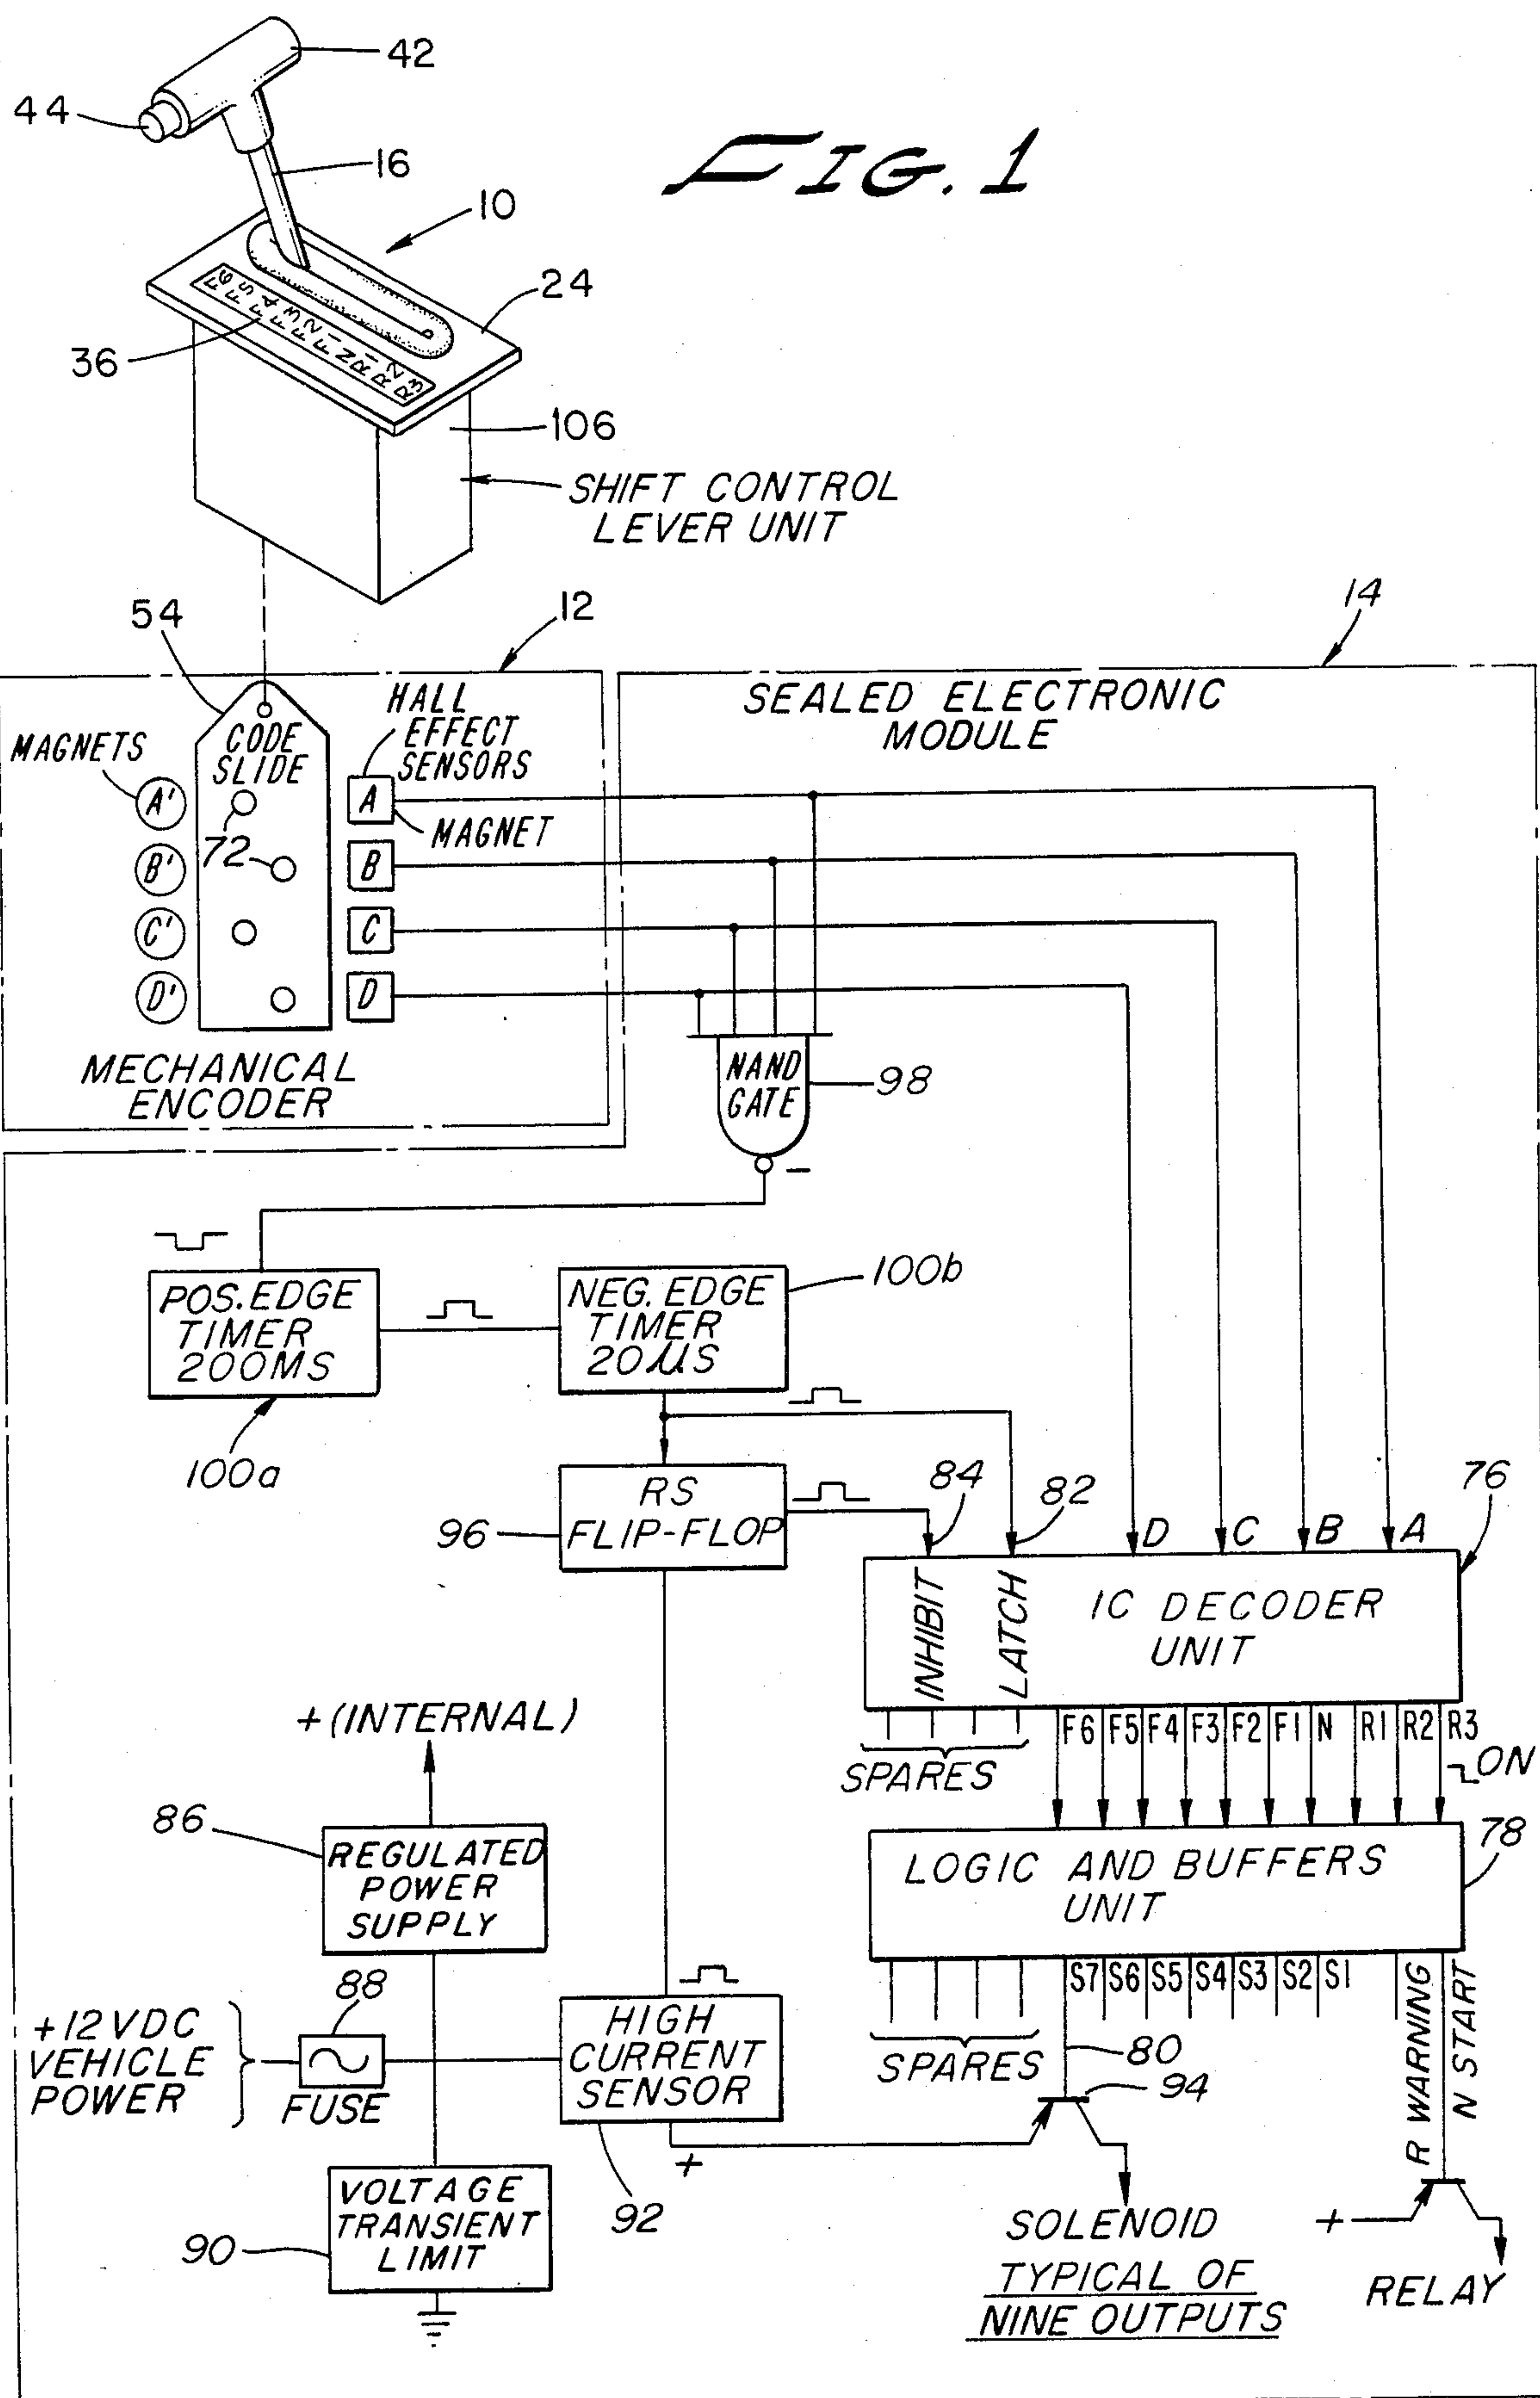 FIG. 1
42
44
16
10
24
F6 F5 F4 F3 F2 F1 N R1 R2 R3
36
106
SHIFT CONTROL
LEVER UNIT
54
12
14
HALL
EFFECT
SENSORS
SEALED ELECTRONIC
MODULE
MAGNETS
CODE
SLIDE
A'
A
MAGNET
72
B'
B
C'
C
D'
D
MECHANICAL
ENCODER
NAND
GATE
98
–
POS. EDGE
TIMER
200MS
100a
NEG. EDGE
TIMER
20 µS
100b
RS
FLIP-FLOP
96
84
82
76
D C B A
INHIBIT
LATCH
IC DECODER
UNIT
F6 F5 F4 F3 F2 F1 N R1 R2 R3
ON
SPARES
+ (INTERNAL)
86
REGULATED
POWER
SUPPLY
LOGIC AND BUFFERS
UNIT
78
S7 S6 S5 S4 S3 S2 S1
R WARNING
N START
SPARES
80
94
88
+12VDC
VEHICLE
POWER
FUSE
HIGH
CURRENT
SENSOR
+
92
VOLTAGE
TRANSIENT
LIMIT
90
SOLENOID
TYPICAL OF
NINE OUTPUTS
+
RELAY